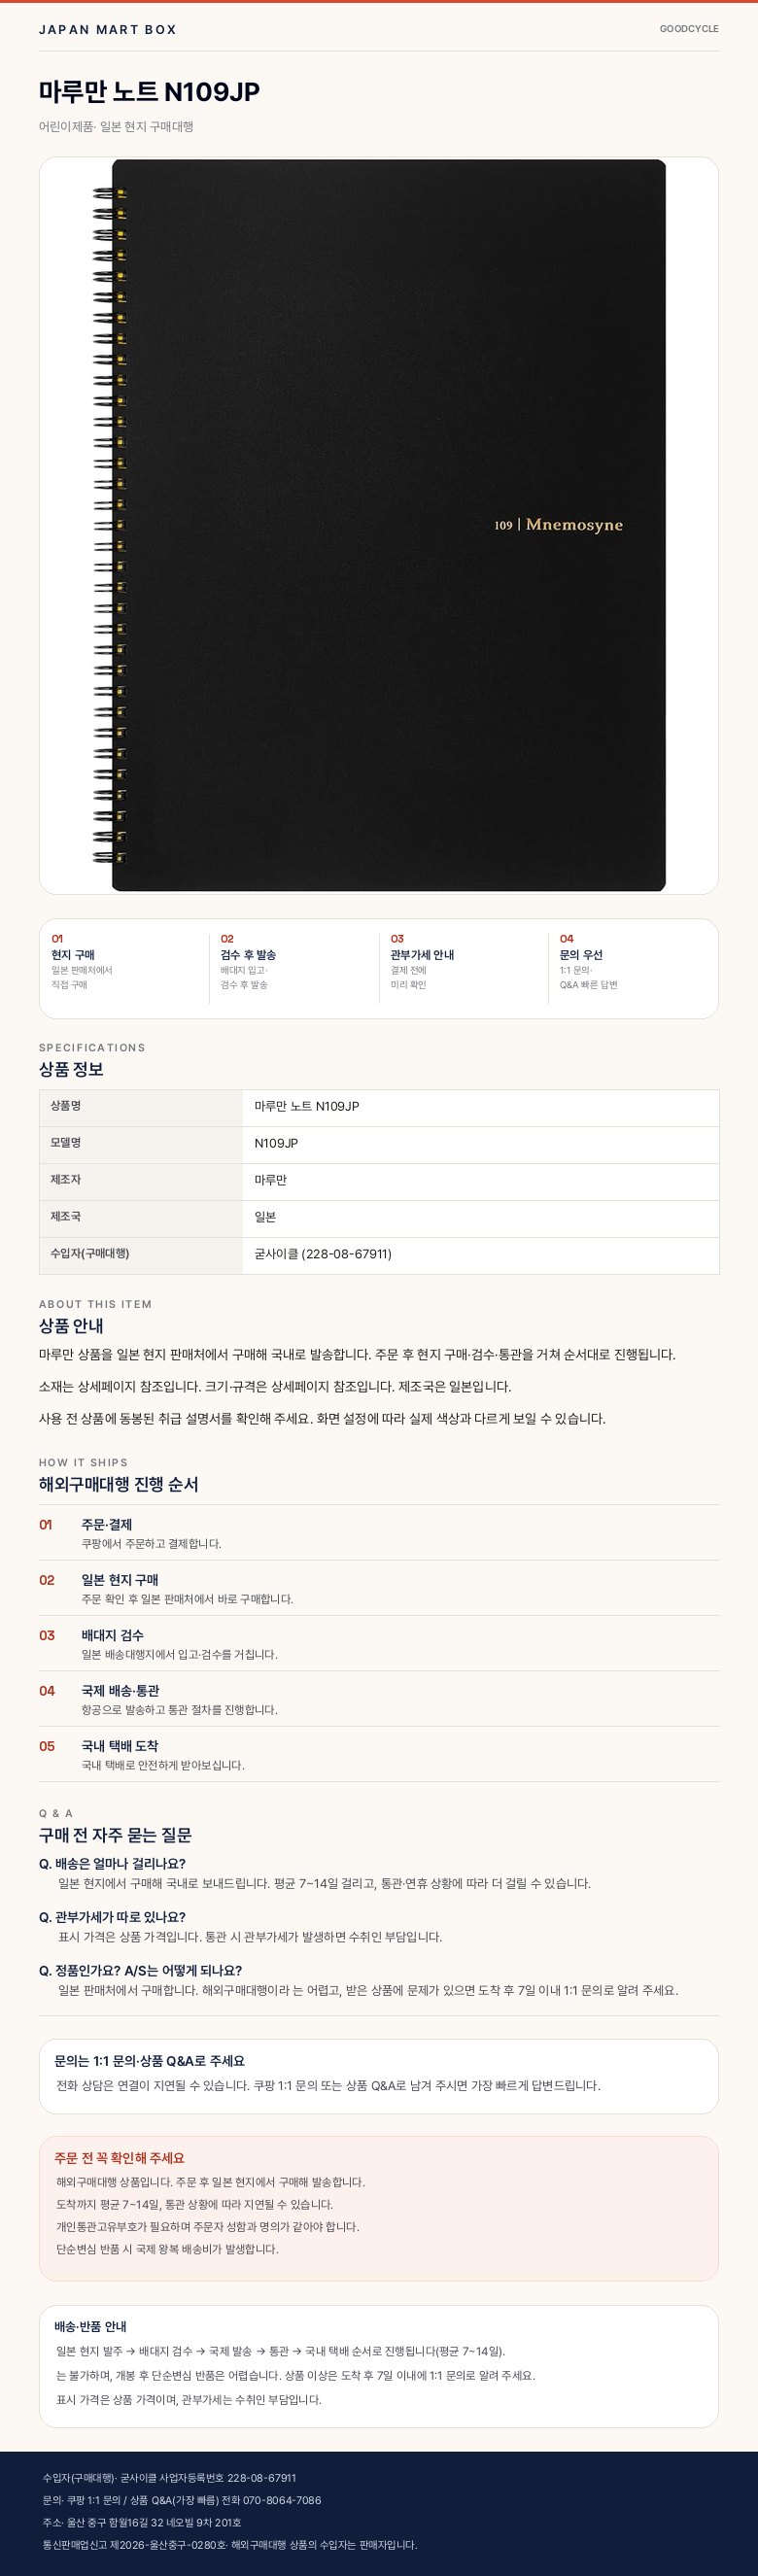 JAPAN MART BOX
GOODCYCLE
마루만 노트 N109JP
어린이제품· 일본 현지 구매대행
109 | Mnemosyne
01
현지 구매
일본 판매처에서
직접 구매
02
검수 후 발송
배대지 입고·
검수 후 발송
03
관부가세 안내
결제 전에
미리 확인
04
문의 우선
1:1 문의·
Q&A 빠른 답변
SPECIFICATIONS
상품 정보
상품명 마루만 노트 N109JP
모델명 N109JP
제조자 마루만
제조국 일본
수입자(구매대행) 굳사이클 (228-08-67911)
ABOUT THIS ITEM
상품 안내
마루만 상품을 일본 현지 판매처에서 구매해 국내로 발송합니다. 주문 후 현지 구매·검수·통관을 거쳐 순서대로 진행됩니다.
소재는 상세페이지 참조입니다. 크기·규격은 상세페이지 참조입니다. 제조국은 일본입니다.
사용 전 상품에 동봉된 취급 설명서를 확인해 주세요. 화면 설정에 따라 실제 색상과 다르게 보일 수 있습니다.
HOW IT SHIPS
해외구매대행 진행 순서
01 주문·결제
쿠팡에서 주문하고 결제합니다.
02 일본 현지 구매
주문 확인 후 일본 판매처에서 바로 구매합니다.
03 배대지 검수
일본 배송대행지에서 입고·검수를 거칩니다.
04 국제 배송·통관
항공으로 발송하고 통관 절차를 진행합니다.
05 국내 택배 도착
국내 택배로 안전하게 받아보십니다.
Q & A
구매 전 자주 묻는 질문
Q. 배송은 얼마나 걸리나요?
일본 현지에서 구매해 국내로 보내드립니다. 평균 7~14일 걸리고, 통관·연휴 상황에 따라 더 걸릴 수 있습니다.
Q. 관부가세가 따로 있나요?
표시 가격은 상품 가격입니다. 통관 시 관부가세가 발생하면 수취인 부담입니다.
Q. 정품인가요? A/S는 어떻게 되나요?
일본 판매처에서 구매합니다. 해외구매대행이라 는 어렵고, 받은 상품에 문제가 있으면 도착 후 7일 이내 1:1 문의로 알려 주세요.
문의는 1:1 문의·상품 Q&A로 주세요
전화 상담은 연결이 지연될 수 있습니다. 쿠팡 1:1 문의 또는 상품 Q&A로 남겨 주시면 가장 빠르게 답변드립니다.
주문 전 꼭 확인해 주세요
해외구매대행 상품입니다. 주문 후 일본 현지에서 구매해 발송합니다.
도착까지 평균 7~14일, 통관 상황에 따라 지연될 수 있습니다.
개인통관고유부호가 필요하며 주문자 성함과 명의가 같아야 합니다.
단순변심 반품 시 국제 왕복 배송비가 발생합니다.
배송·반품 안내
일본 현지 발주 → 배대지 검수 → 국제 발송 → 통관 → 국내 택배 순서로 진행됩니다(평균 7~14일).
는 불가하며, 개봉 후 단순변심 반품은 어렵습니다. 상품 이상은 도착 후 7일 이내에 1:1 문의로 알려 주세요.
표시 가격은 상품 가격이며, 관부가세는 수취인 부담입니다.
수입자(구매대행)· 굳사이클 사업자등록번호 228-08-67911
문의· 쿠팡 1:1 문의 / 상품 Q&A(가장 빠름) 전화 070-8064-7086
주소· 울산 중구 함월16길 32 네오빌 9차 201호
통신판매업신고 제2026-울산중구-0280호· 해외구매대행 상품의 수입자는 판매자입니다.